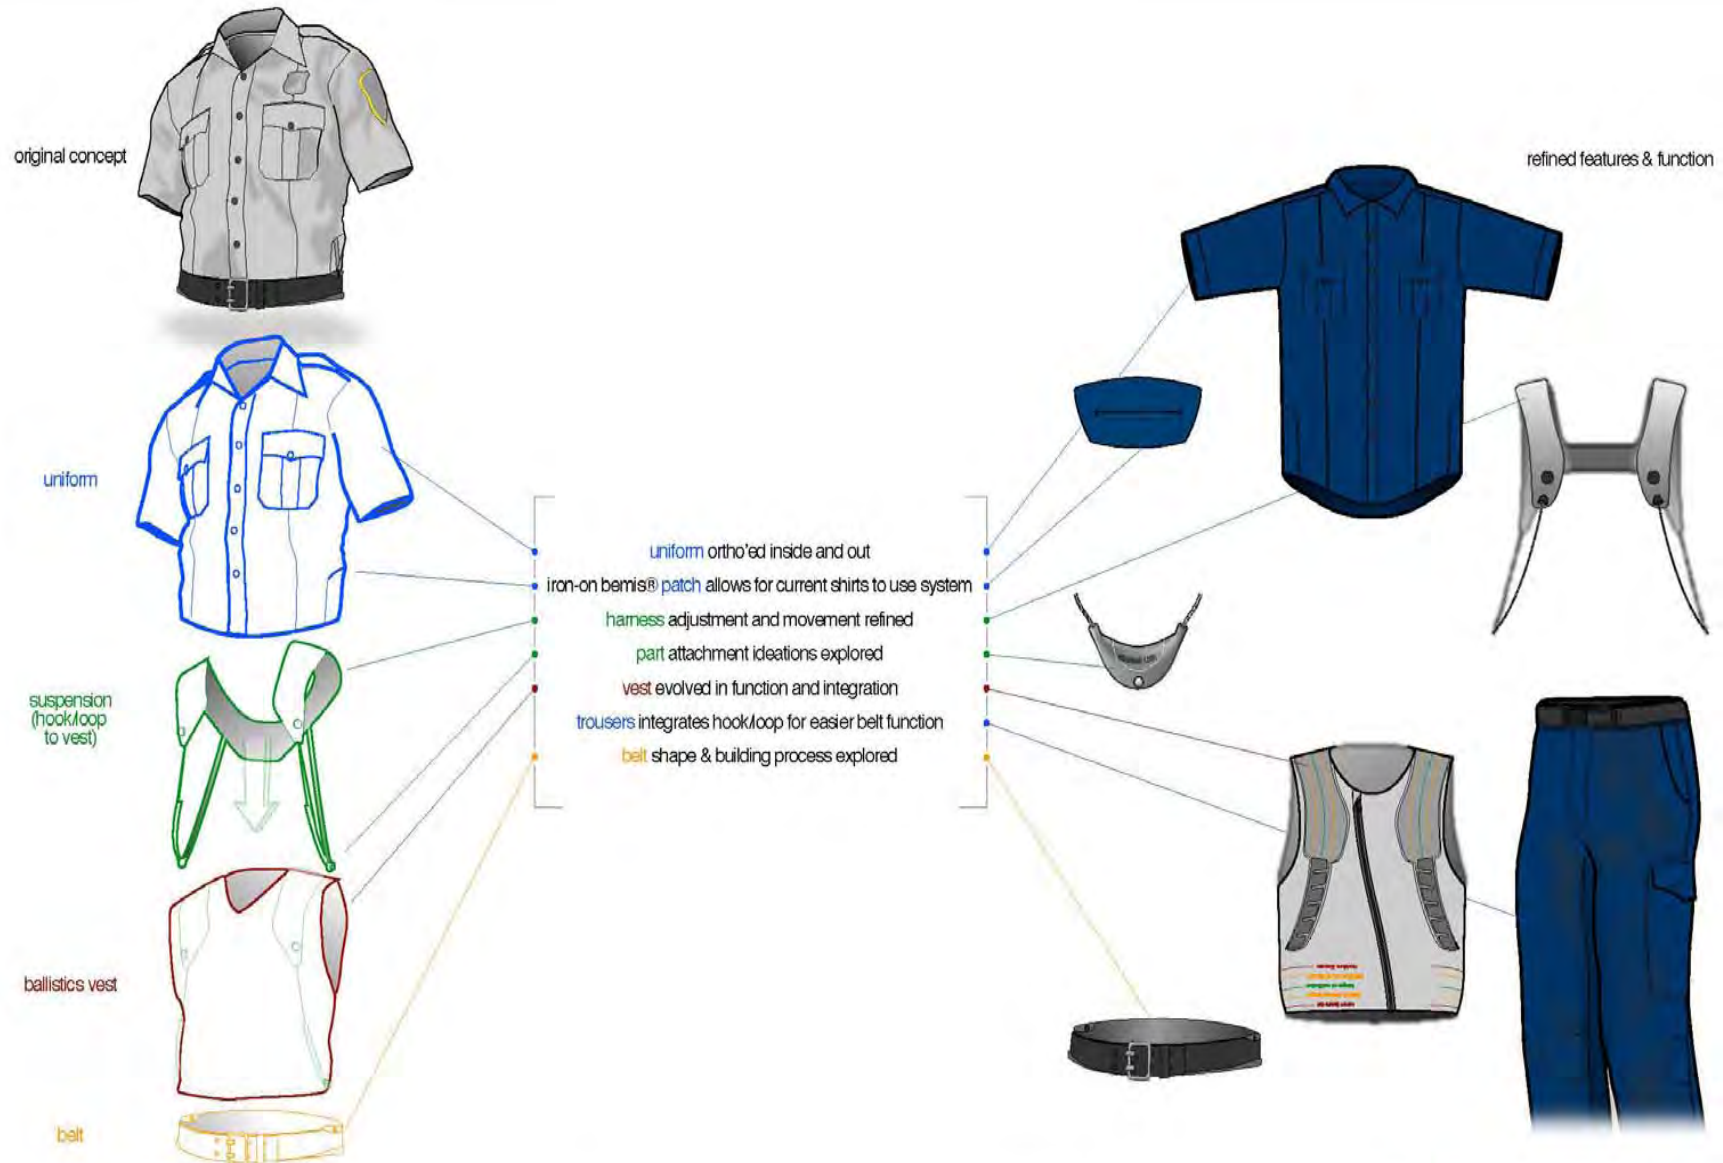 original concept
refined features & function
uniform
uniform ortho'ed inside and out
iron-on bemis® patch allows for current shirts to use system
harness adjustment and movement refined
part attachment ideations explored
vest evolved in function and integration
trousers integrates hook/loop for easier belt function
belt shape & building process explored
suspension
(hook/loop
to vest)
ballistics vest
belt